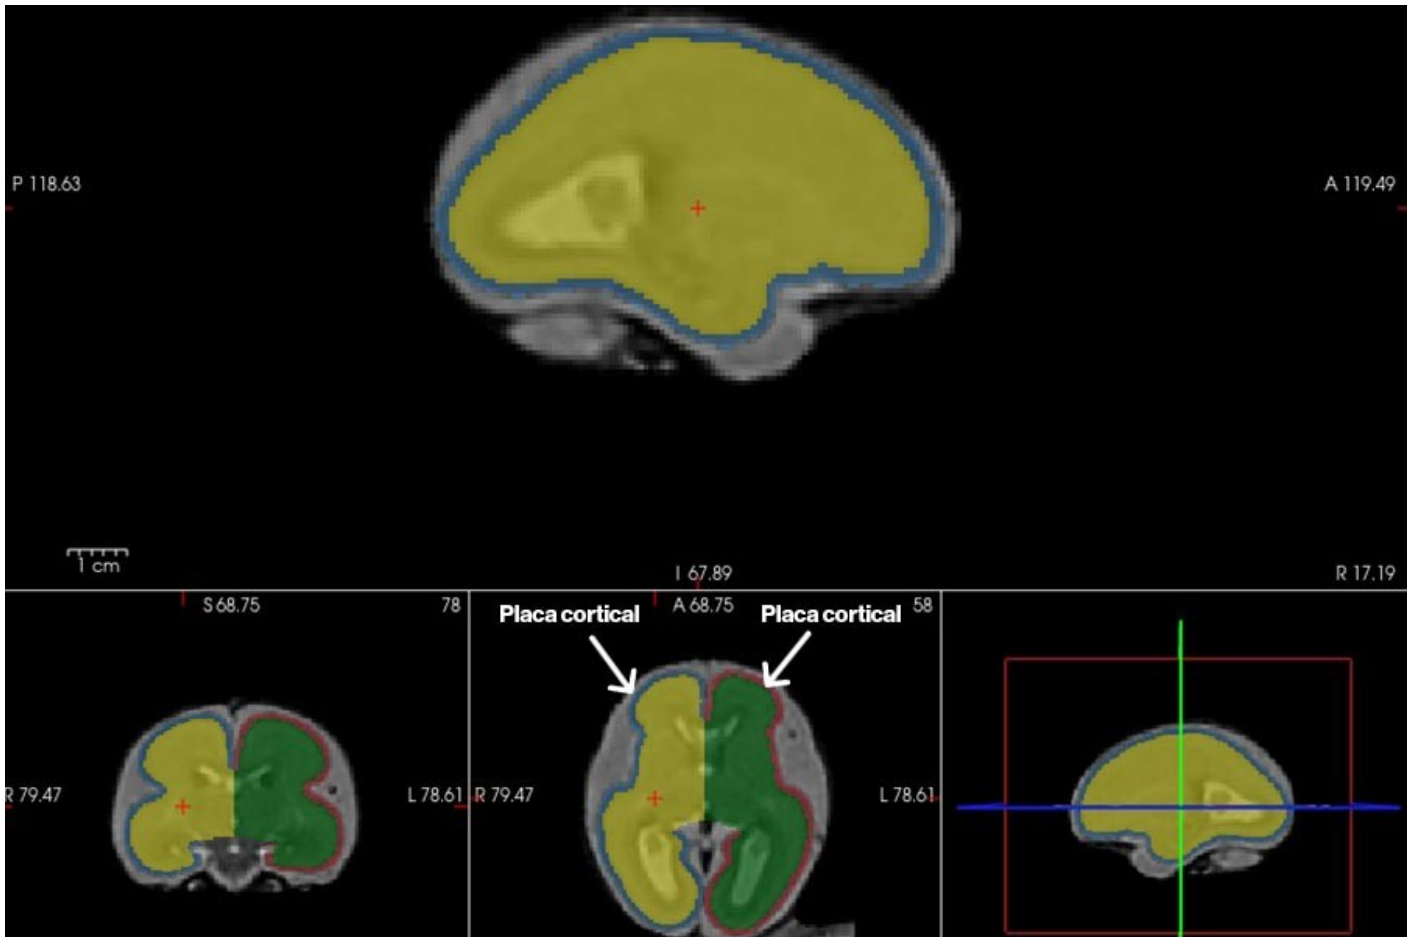 P 118.63
A 119.49
1 cm
I 67.89
R 17.19
S 68.75
78
A 68.75
58
Placa cortical
Placa cortical
R 79.47
L 78.61
R 79.47
L 78.61